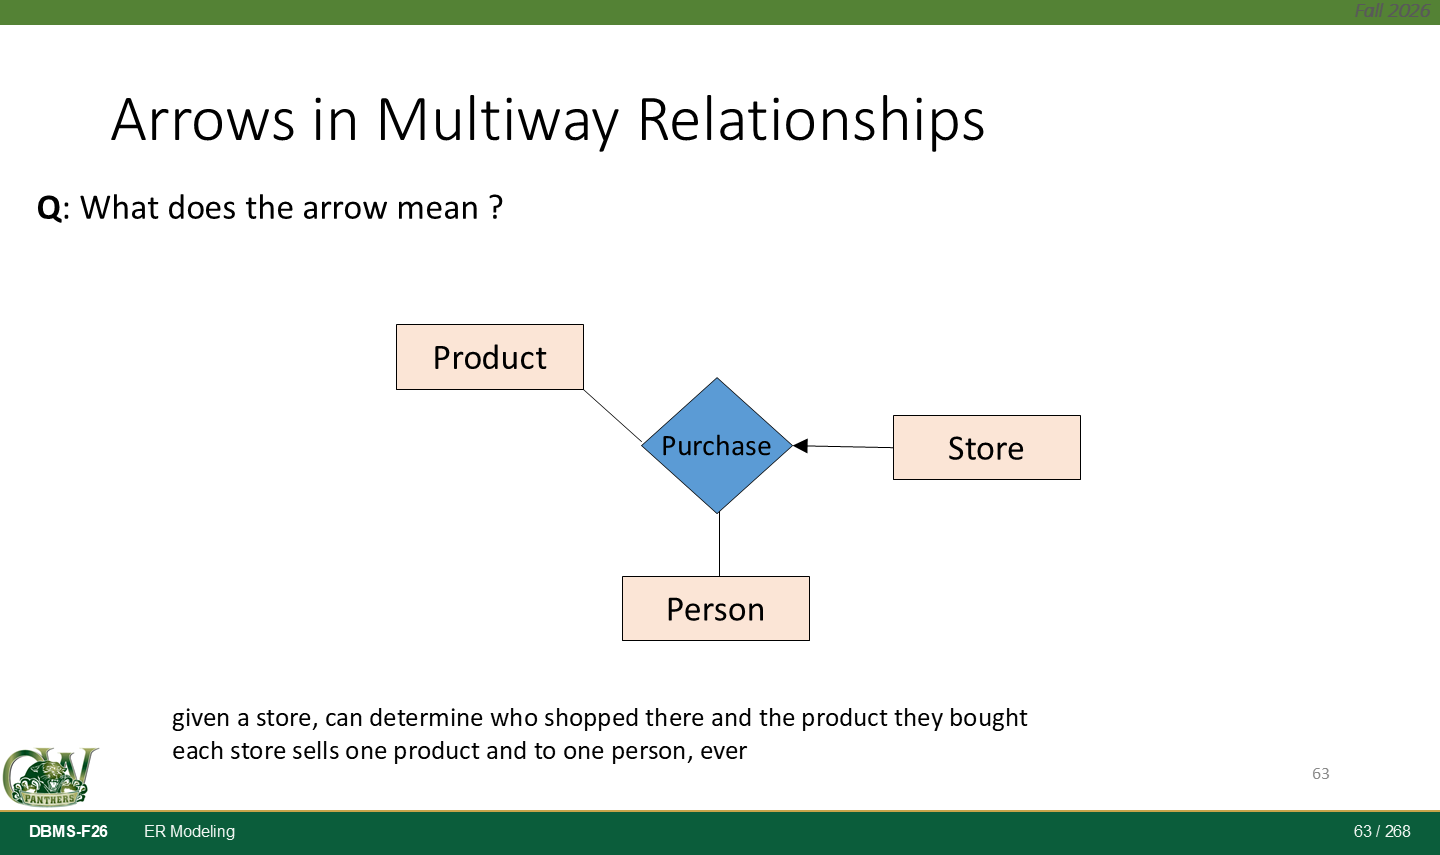 Fall 2026
Arrows in Multiway Relationships
Q: What does the arrow mean ?
Product
Purchase
Store
Person
given a store, can determine who shopped there and the product they bought
each store sells one product and to one person, ever
63
OW
PANTHERS
DBMS-F26 ER Modeling 63 / 268